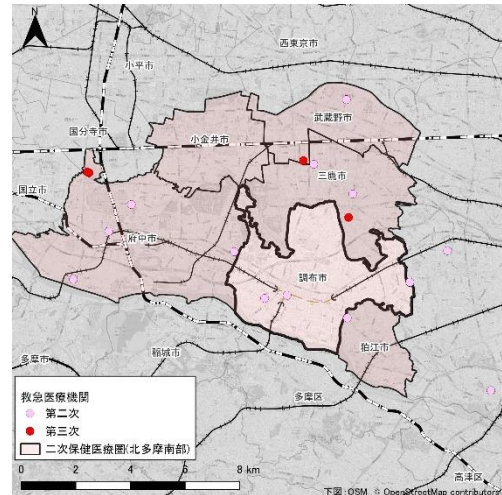 N
西東京市
小平市
武蔵野市
国分寺市
小金井市
三鷹市
国立市
府中市
調布市
稲城市
狛江市
多摩市
多摩区
救急医療機関
第二次
第三次
二次保健医療圏(北多摩南部)
0 2 4 6 8 km
高津区
下図:OSM, © OpenStreetMap contributors